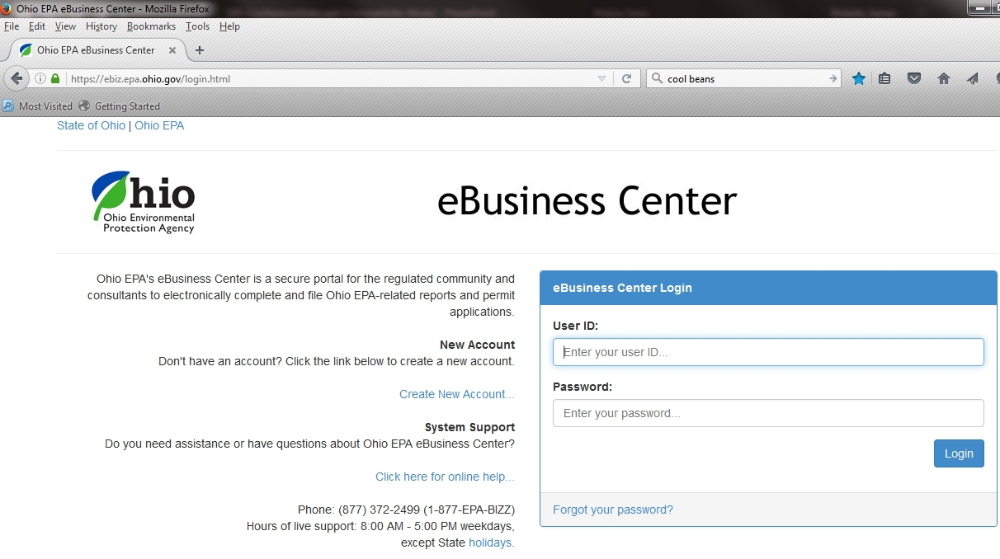 Ohio EPA eBusiness Center - Mozilla Firefox
File Edit View History Bookmarks Tools Help
Ohio EPA eBusiness Center
https://ebiz.epa.ohio.gov/login.html
cool beans
Most Visited Getting Started
State of Ohio | Ohio EPA
Ohio
Ohio Environmental
Protection Agency
eBusiness Center
Ohio EPA's eBusiness Center is a secure portal for the regulated community and
consultants to electronically complete and file Ohio EPA-related reports and permit
applications.
New Account
Don't have an account? Click the link below to create a new account.
Create New Account...
System Support
Do you need assistance or have questions about Ohio EPA eBusiness Center?
Click here for online help...
Phone: (877) 372-2499 (1-877-EPA-BIZZ)
Hours of live support: 8:00 AM - 5:00 PM weekdays,
except State holidays.
eBusiness Center Login
User ID:
Enter your user ID...
Password:
Enter your password...
Login
Forgot your password?